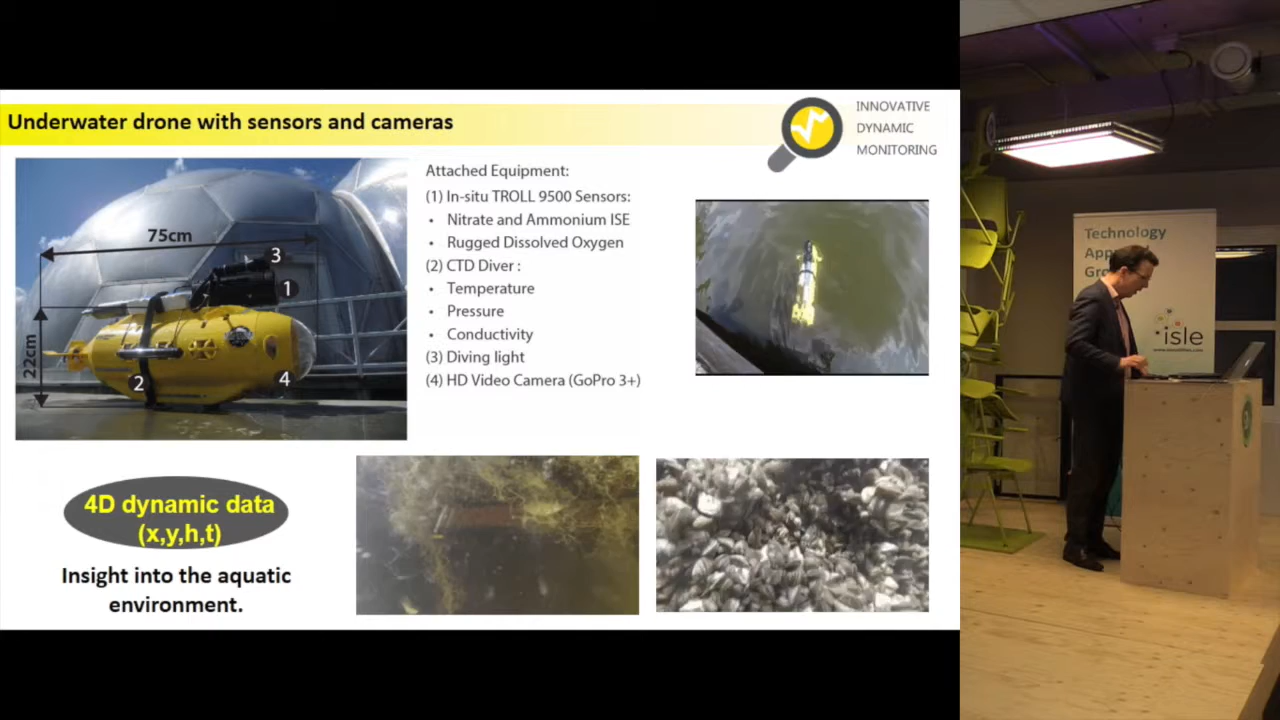 Underwater drone with sensors and cameras
INNOVATIVE
DYNAMIC
MONITORING
75cm
22cm
3
1
2
4
Attached Equipment:
(1) In-situ TROLL 9500 Sensors:
• Nitrate and Ammonium ISE
• Rugged Dissolved Oxygen
(2) CTD Diver :
• Temperature
• Pressure
• Conductivity
(3) Diving light
(4) HD Video Camera (GoPro 3+)
4D dynamic data
(x,y,h,t)
Insight into the aquatic
environment.
Technology
isle